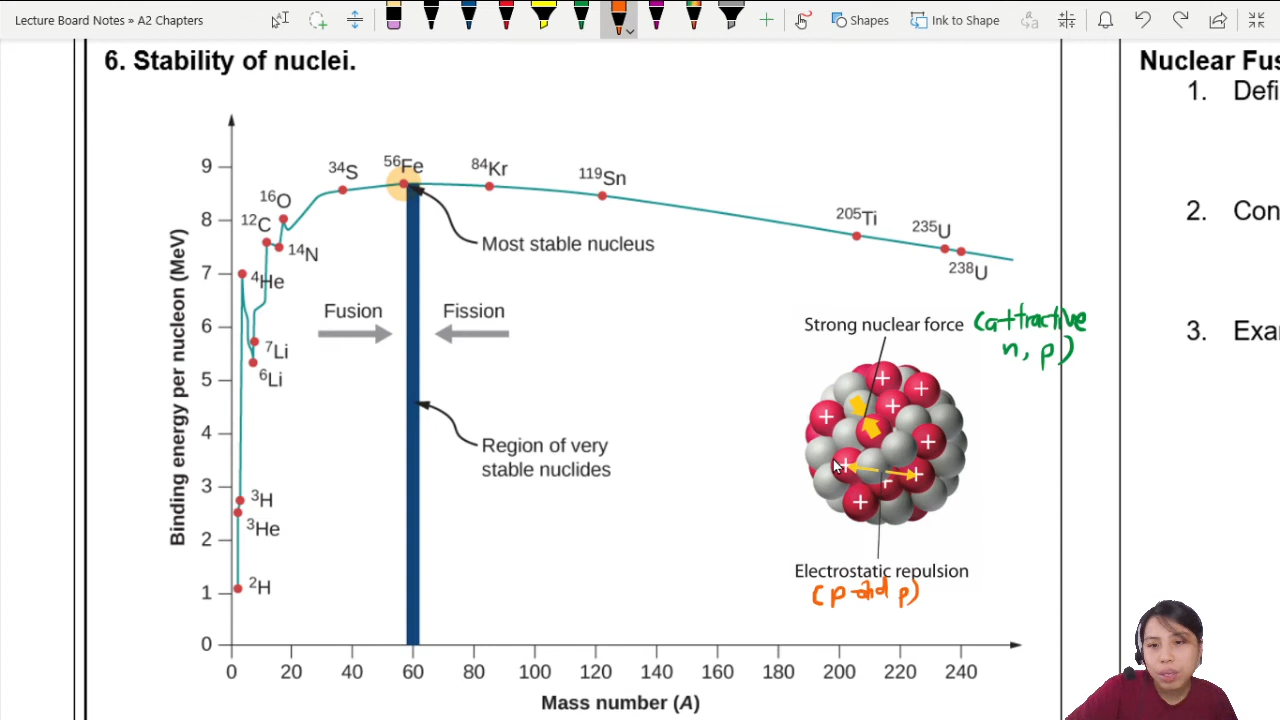 Lecture Board Notes » A2 Chapters
Shapes
Ink to Shape
6. Stability of nuclei.
Nuclear Fus
1. Defi
2. Con
3. Exa
Binding energy per nucleon (MeV)
9
8
7
6
5
4
3
2
1
0
34S
56Fe
84Kr
119Sn
16O
12C
14N
205Ti
235U
238U
Most stable nucleus
4He
Fusion
Fission
7Li
6Li
Region of very
stable nuclides
3H
3He
2H
Strong nuclear force
(attractive
n, p)
+
+
+
+
+
+
+
+
Electrostatic repulsion
(p and p)
0 20 40 60 80 100 120 140 160 180 200 220 240
Mass number (A)